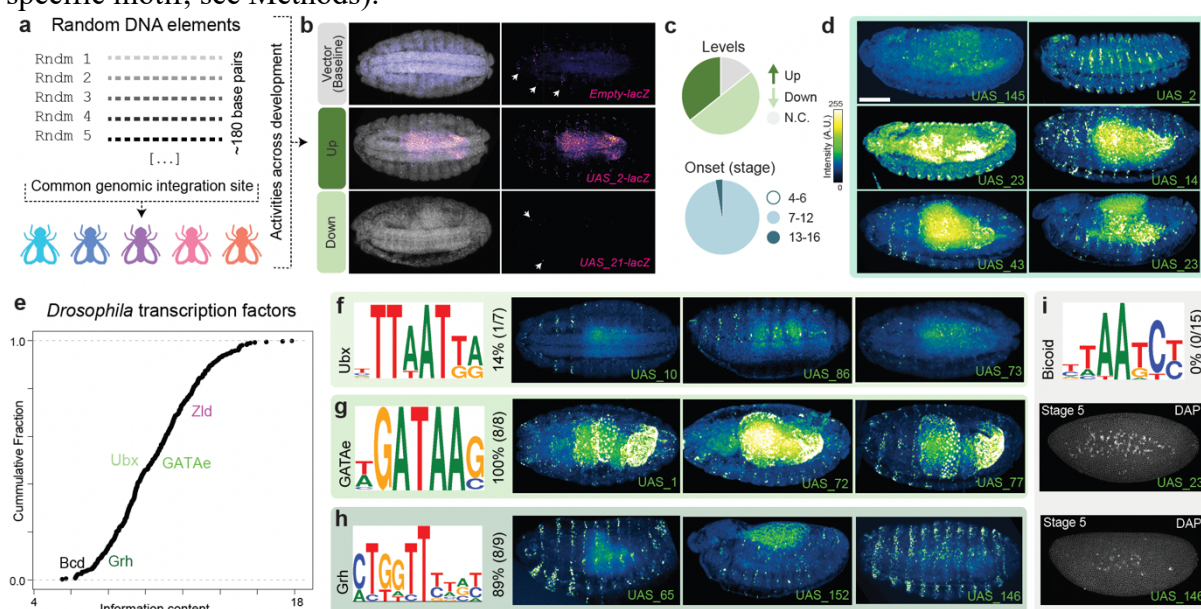 specific motif; see Methods).
a
Random DNA elements
Rndm 1
Rndm 2
Rndm 3
Rndm 4
Rndm 5
[...]
~180 base pairs
Common genomic integration site
Activities across development
b
Vector
(Baseline)
Empty-lacZ
Up
UAS_2-lacZ
Down
UAS_21-lacZ
c
Levels
Up
Down
N.C.
Onset (stage)
4-6
7-12
13-16
d
255
Intensity (A.U.)
0
UAS_145
UAS_2
UAS_23
UAS_14
UAS_43
UAS_23
e
Drosophila transcription factors
Cummulative Fraction
1.0
0.0
Zld
Ubx
GATAe
Bcd
Grh
4
18
Information content
f
Ubx
14% (1/7)
UAS_10
UAS_86
UAS_73
g
GATAe
100% (8/8)
UAS_1
UAS_72
UAS_77
h
Grh
89% (8/9)
UAS_65
UAS_152
UAS_146
i
Bicoid
0% (0/15)
Stage 5
DAPI
UAS_23
Stage 5
DAPI
UAS_146